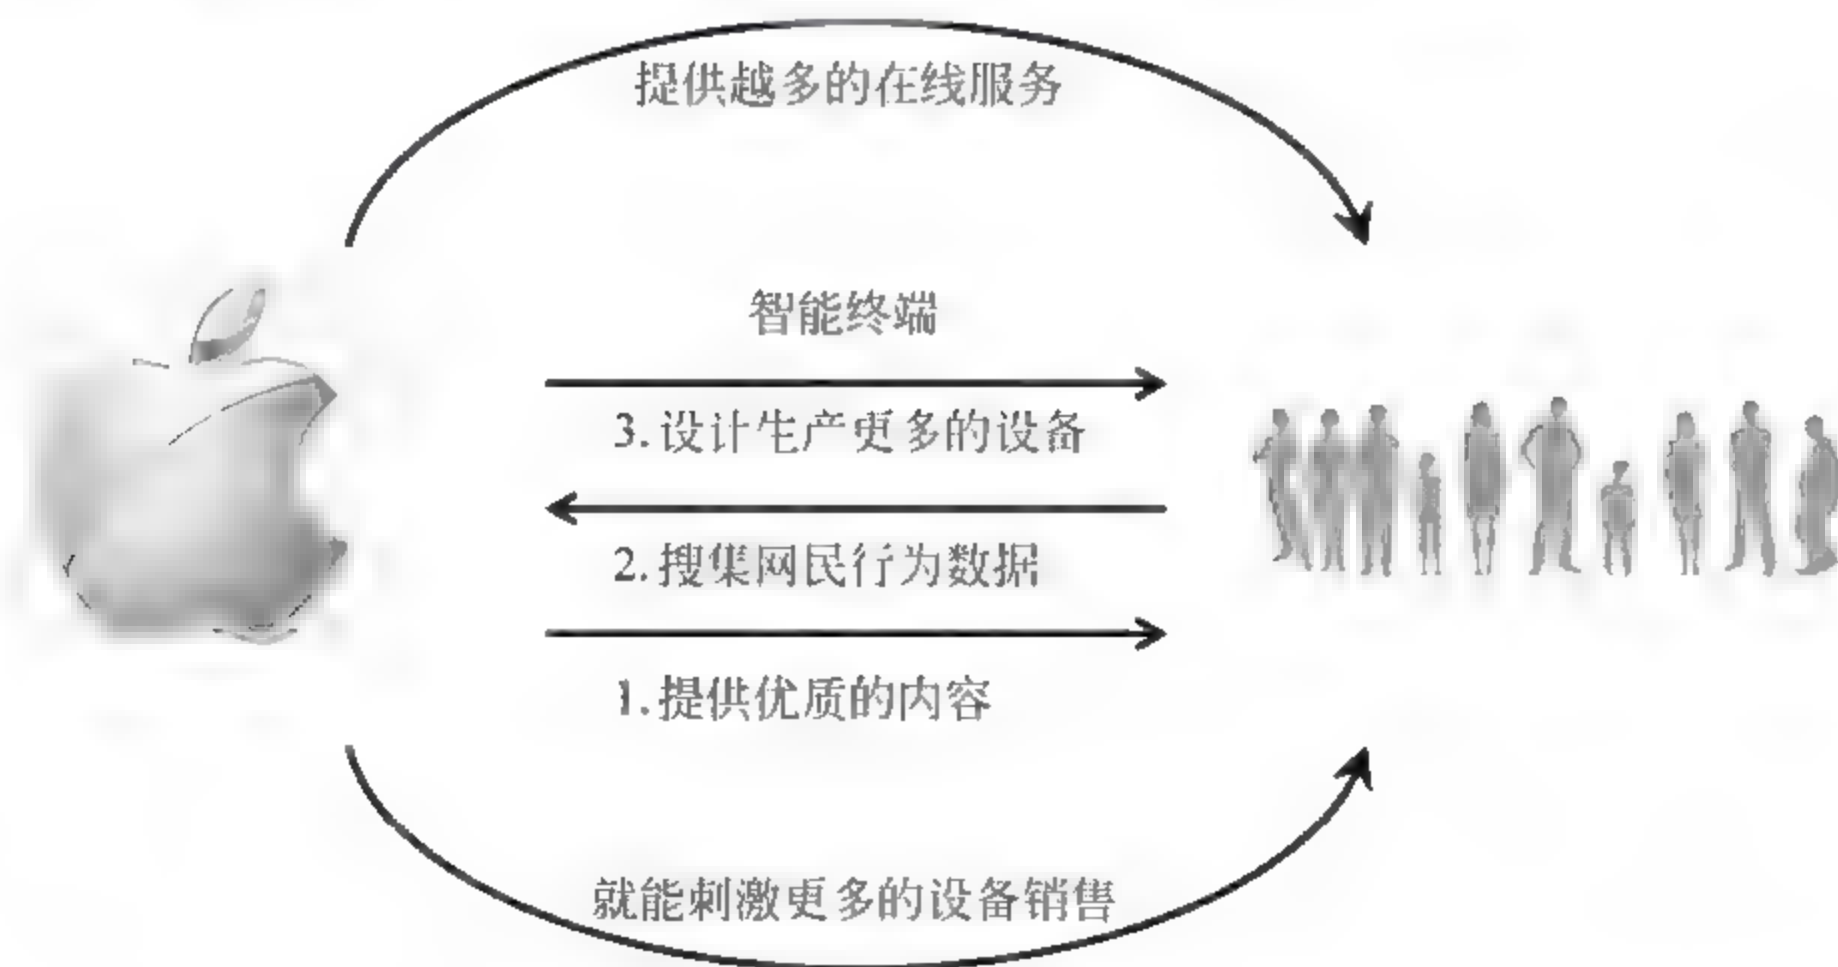 提供越多的在线服务
智能终端
3.设计生产更多的设备
2.搜集网民行为数据
1.提供优质的内容
就能刺激更多的设备销售